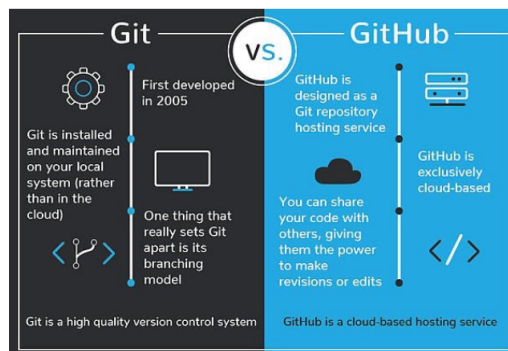 Git
VS.
GitHub
First developed
in 2005
Git is installed
and maintained
on your local
system (rather
than in the
cloud)
One thing that
really sets Git
apart is its
branching
model
Git is a high quality version control system
GitHub is
designed as a
Git repository
hosting service
GitHub is
exclusively
cloud-based
You can share
your code with
others, giving
them the power
to make
revisions or edits
GitHub is a cloud-based hosting service